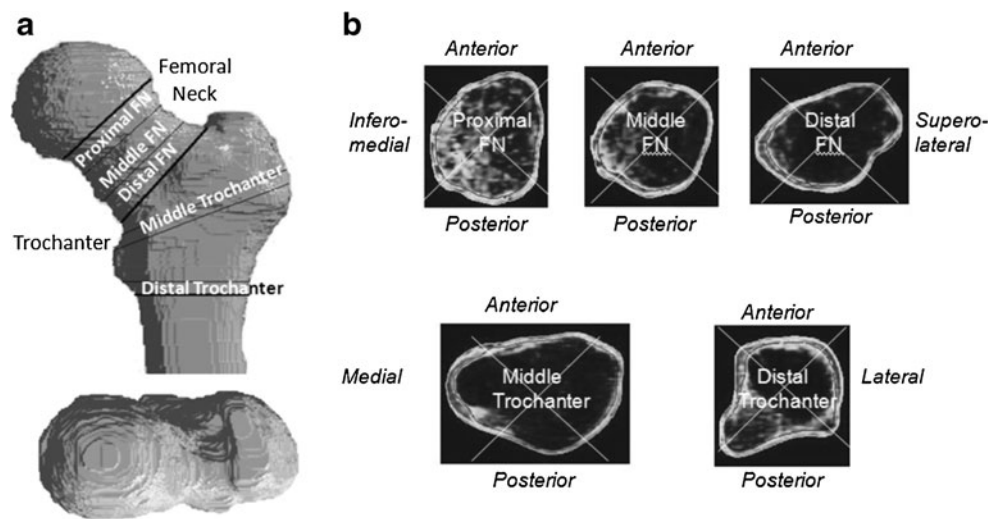 a
Femoral
Neck
Proximal FN
Middle FN
Distal FN
Middle Trochanter
Trochanter
Distal Trochanter
b
Anterior
Anterior
Anterior
Infero-
medial
Proximal
FN
Middle
FN
Distal
FN
Supero-
lateral
Posterior
Posterior
Posterior
Anterior
Anterior
Medial
Middle
Trochanter
Distal
Trochanter
Lateral
Posterior
Posterior